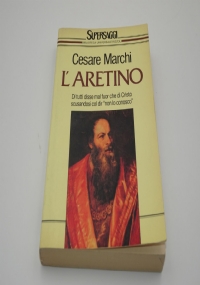 SUPERSAGGI
Cesare Marchi
L'ARETINO
Di tutti disse mal fuor che di Cristo
scusandosi col dir "non lo conosco"